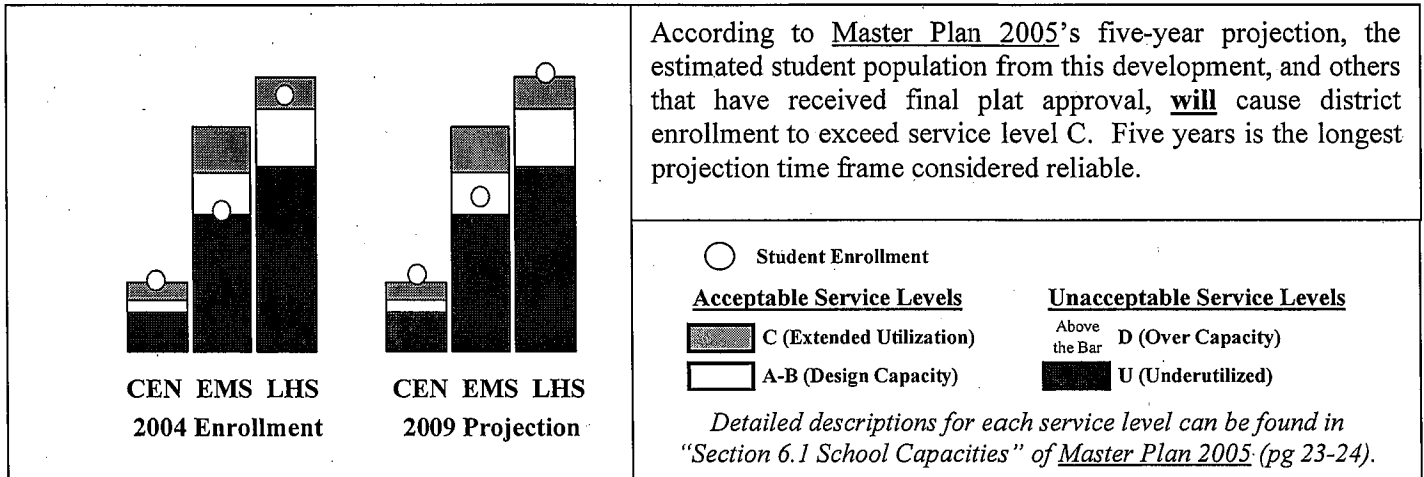 According to Master Plan 2005's five-year projection, the
estimated student population from this development, and others
that have received final plat approval, will cause district
enrollment to exceed service level C. Five years is the longest
projection time frame considered reliable.
CEN EMS LHS
2004 Enrollment
CEN EMS LHS
2009 Projection
Student Enrollment
Acceptable Service Levels
C (Extended Utilization)
A-B (Design Capacity)
Unacceptable Service Levels
Above
the Bar
D (Over Capacity)
U (Underutilized)
Detailed descriptions for each service level can be found in
"Section 6.1 School Capacities" of Master Plan 2005 (pg 23-24).